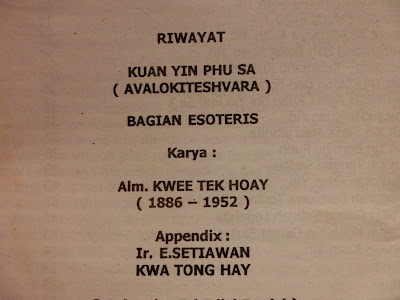 RIWAYAT
KUAN YIN PHU SA
( AVALOKITESHVARA )
BAGIAN ESOTERIS
Karya :
Alm. KWEE TEK HOAY
( 1886 – 1952 )
Appendix :
Ir. E.SETIAWAN
KWA TONG HAY